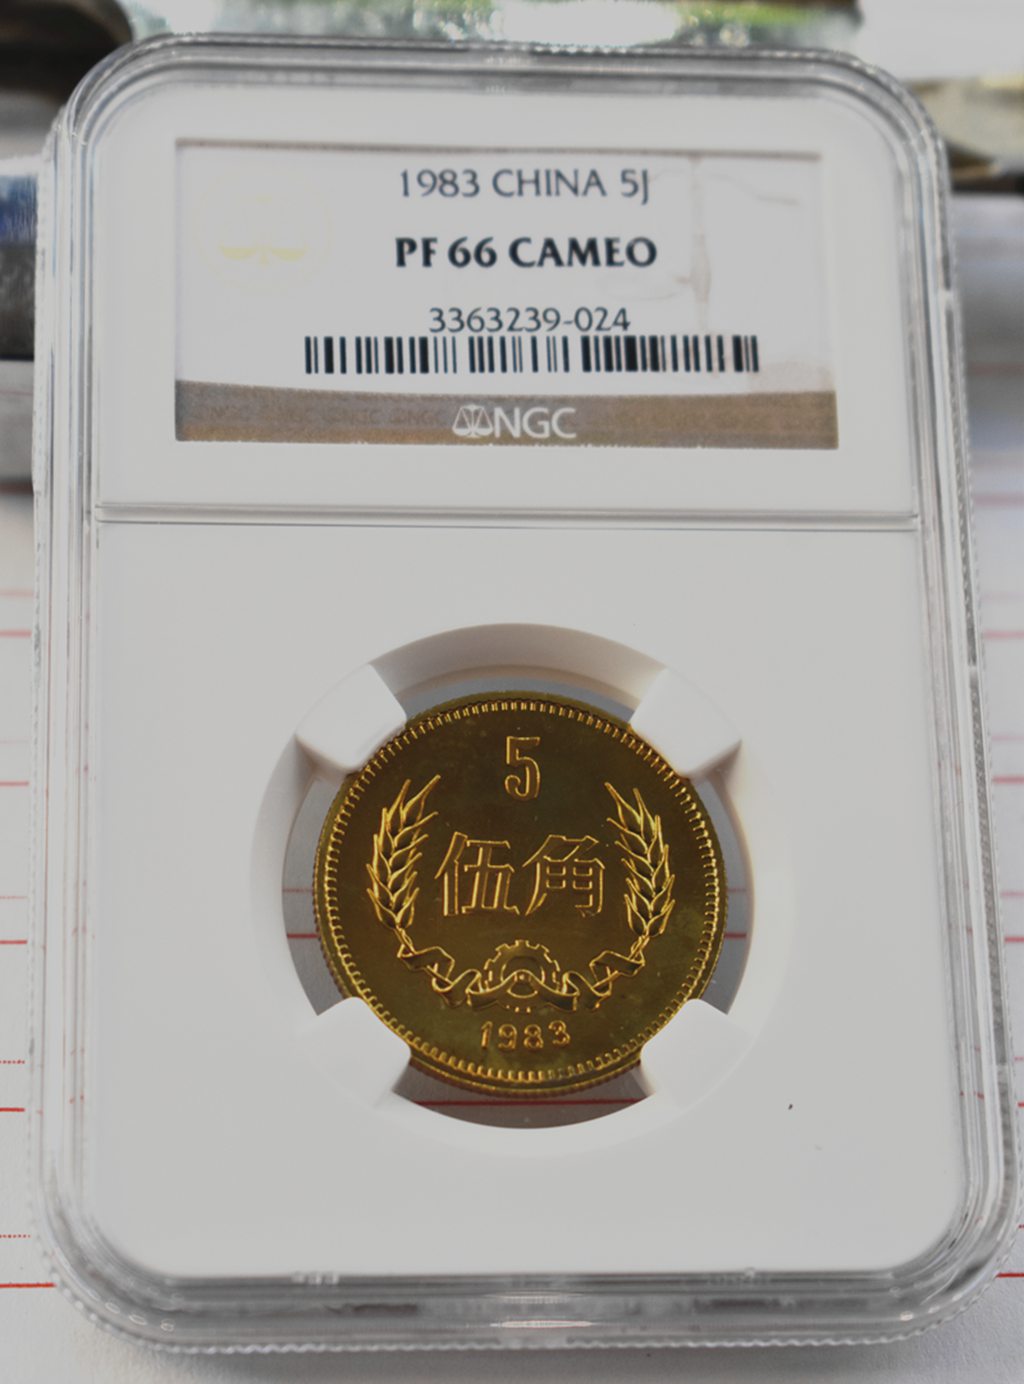 1983 CHINA 5J
PF 66 CAMEO
3363239-024
NGC
5
伍角
1983